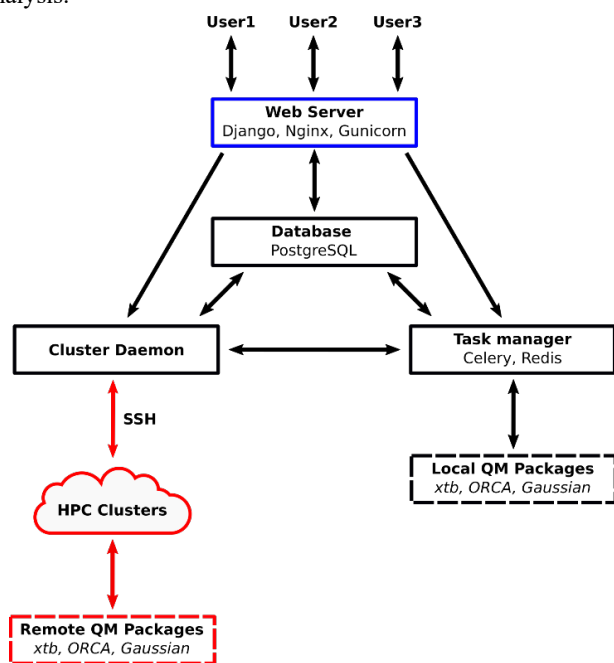 alysis.
User1 User2 User3
Web Server
Django, Nginx, Gunicorn
Database
PostgreSQL
Cluster Daemon
Task manager
Celery, Redis
SSH
Local QM Packages
xtb, ORCA, Gaussian
HPC Clusters
Remote QM Packages
xtb, ORCA, Gaussian